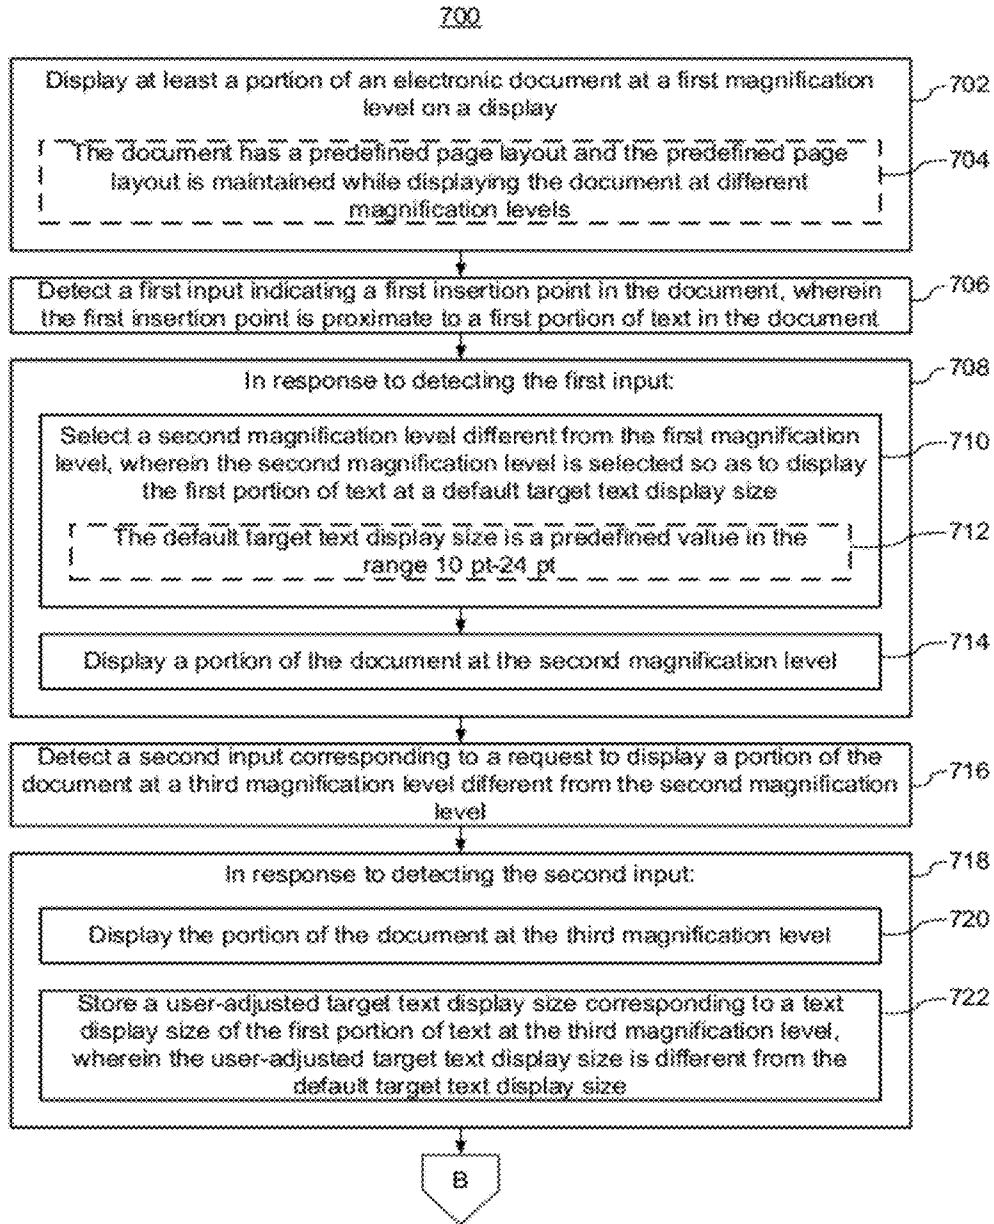 700
Display at least a portion of an electronic document at a first magnification
level on a display
702
The document has a predefined page layout and the predefined page
layout is maintained while displaying the document at different
magnification levels
704
Detect a first input indicating a first insertion point in the document, wherein
the first insertion point is proximate to a first portion of text in the document
706
In response to detecting the first input:
708
Select a second magnification level different from the first magnification
level, wherein the second magnification level is selected so as to display
the first portion of text at a default target text display size
710
The default target text display size is a predefined value in the
range 10 pt-24 pt
712
Display a portion of the document at the second magnification level
714
Detect a second input corresponding to a request to display a portion of the
document at a third magnification level different from the second magnification
level
716
In response to detecting the second input:
718
Display the portion of the document at the third magnification level
720
Store a user-adjusted target text display size corresponding to a text
display size of the first portion of text at the third magnification level,
wherein the user-adjusted target text display size is different from the
default target text display size
722
B